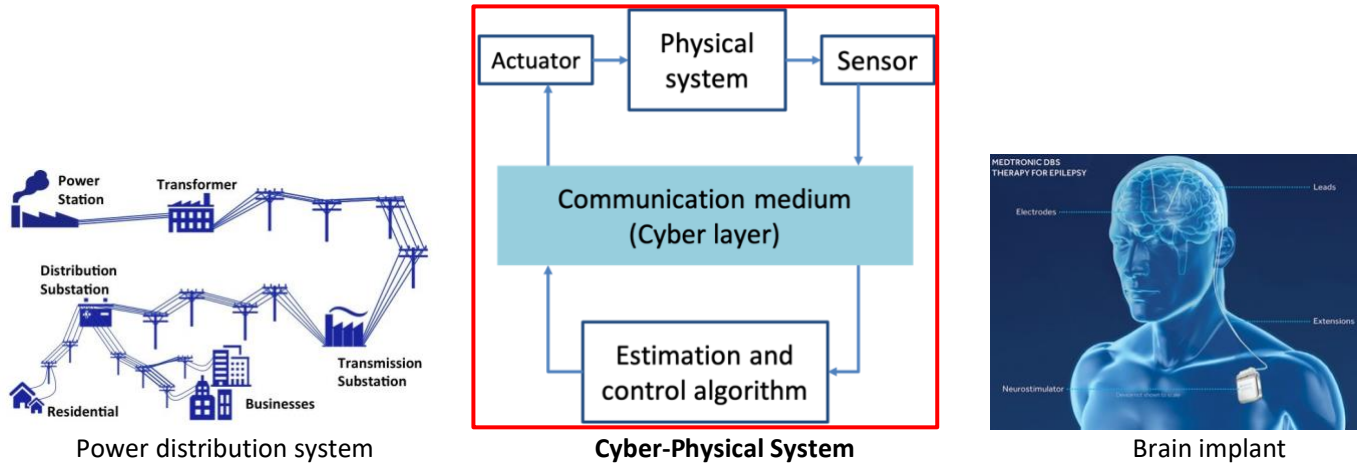 Power
Station
Transformer
Distribution
Substation
Transmission
Substation
Residential
Businesses
Power distribution system
Actuator
Physical
system
Sensor
Communication medium
(Cyber layer)
Estimation and
control algorithm
Cyber-Physical System
MEDTRONIC DBS
THERAPY FOR EPILEPSY
Leads
Electrodes
Extensions
Neurostimulator
Brain implant